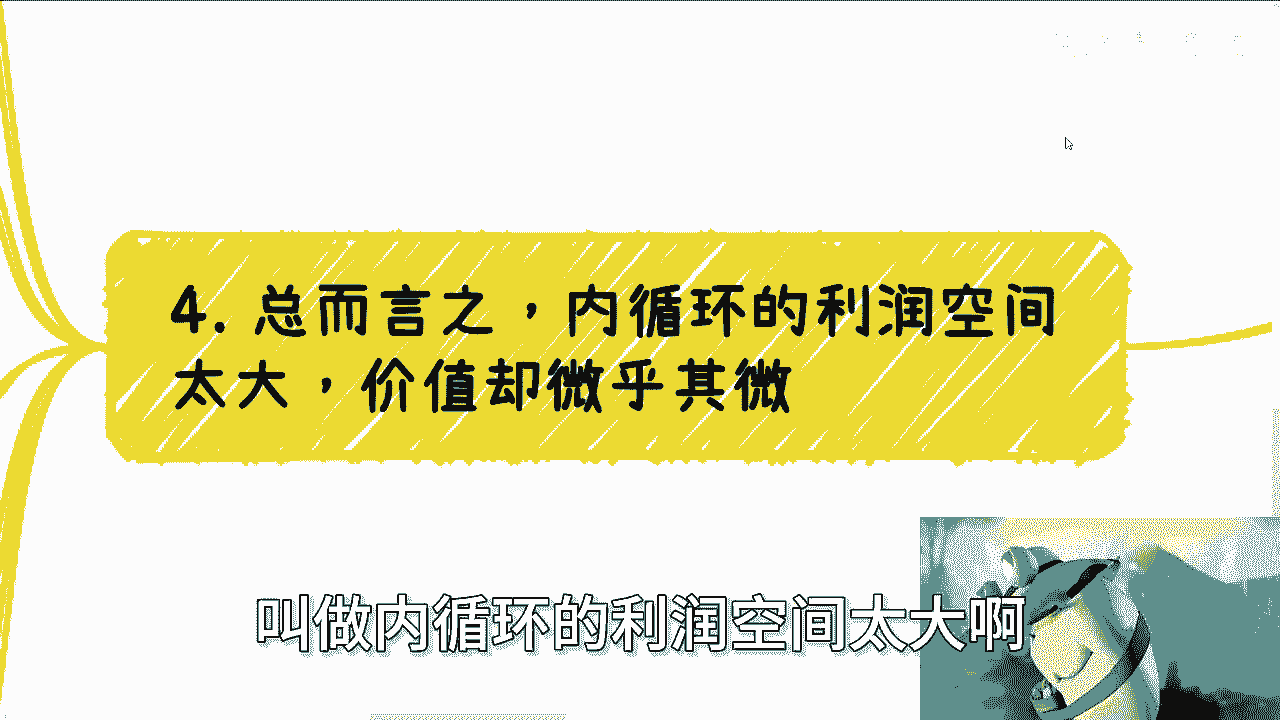 4. 总而言之，内循环的利润空间
太大，价值却微乎其微
叫做内循环的利润空间太大啊